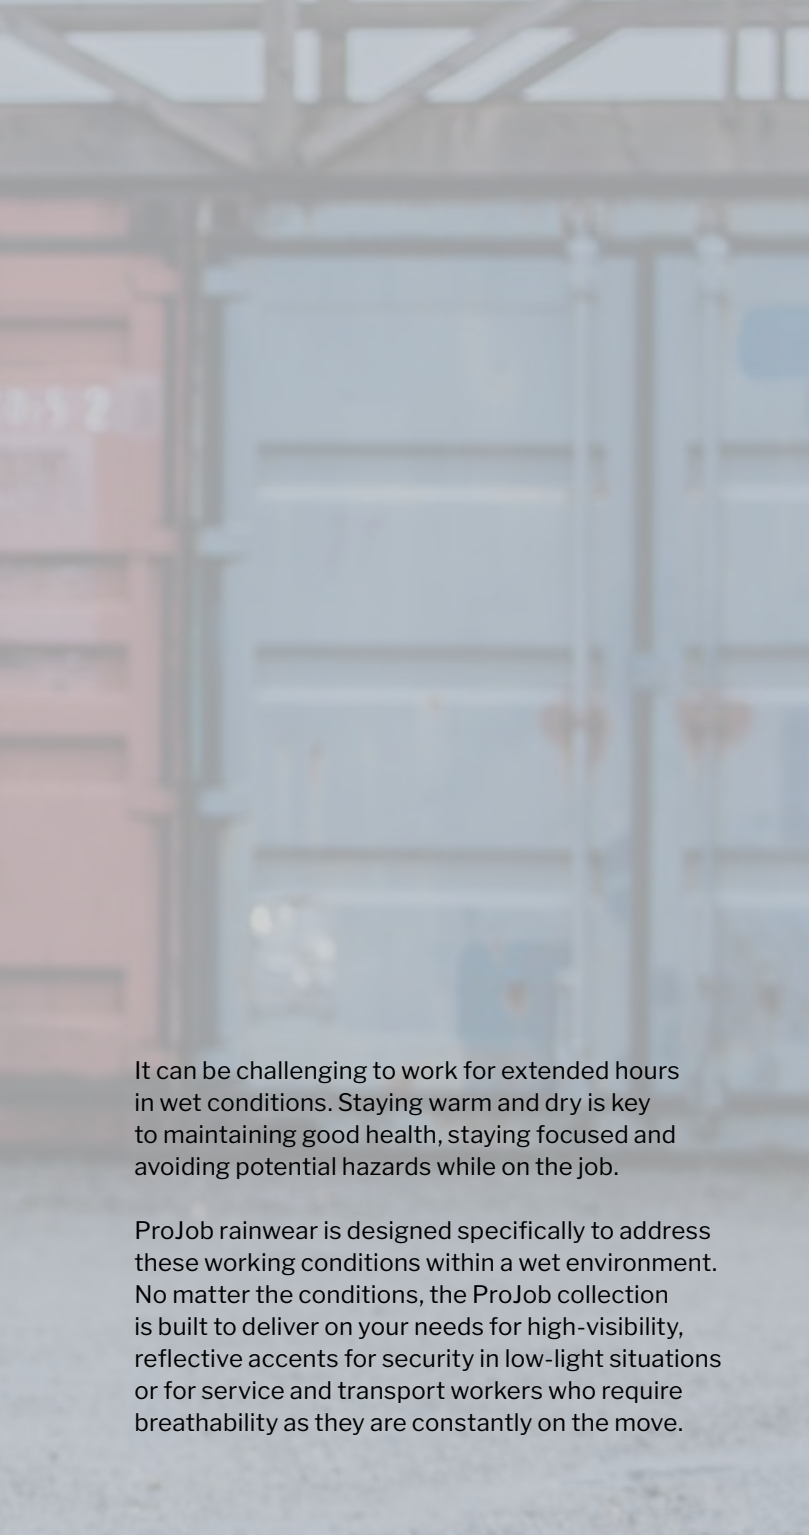 052
It can be challenging to work for extended hours
in wet conditions. Staying warm and dry is key
to maintaining good health, staying focused and
avoiding potential hazards while on the job.
ProJob rainwear is designed specifically to address
these working conditions within a wet environment.
No matter the conditions, the ProJob collection
is built to deliver on your needs for high-visibility,
reflective accents for security in low-light situations
or for service and transport workers who require
breathability as they are constantly on the move.